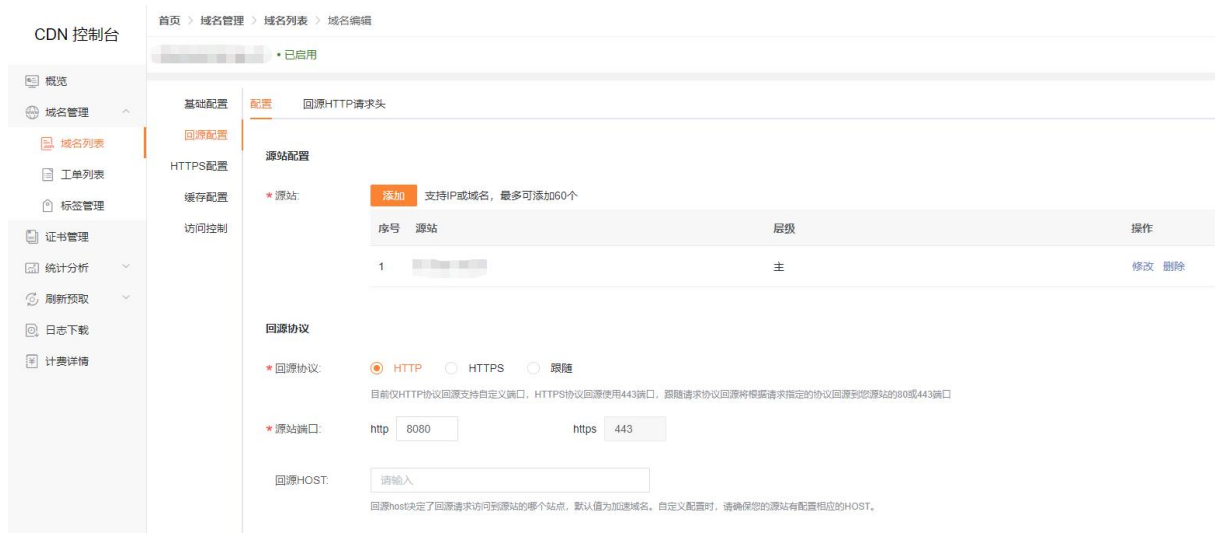 CDN 控制台
首页 > 域名管理 > 域名列表 > 域名编辑
• 已启用
概览
域名管理
域名列表
工单列表
标签管理
证书管理
统计分析
刷新预取
日志下载
计费详情
基础配置
回源配置
HTTPS配置
缓存配置
访问控制
配置 回源HTTP请求头
源站配置
* 源站: 添加 支持IP或域名，最多可添加60个
序号 源站 层级 操作
1 主 修改 删除
回源协议
* 回源协议: HTTP HTTPS 跟随
目前仅HTTP协议回源支持自定义端口，HTTPS协议回源使用443端口，跟随请求协议回源将根据请求指定的协议回源到您源站的80或443端口
* 源站端口: http 8080 https 443
回源HOST: 请输入
回源host决定了回源请求访问到源站的哪个站点，默认值为加速域名。自定义配置时，请确保您的源站有配置相应的HOST。